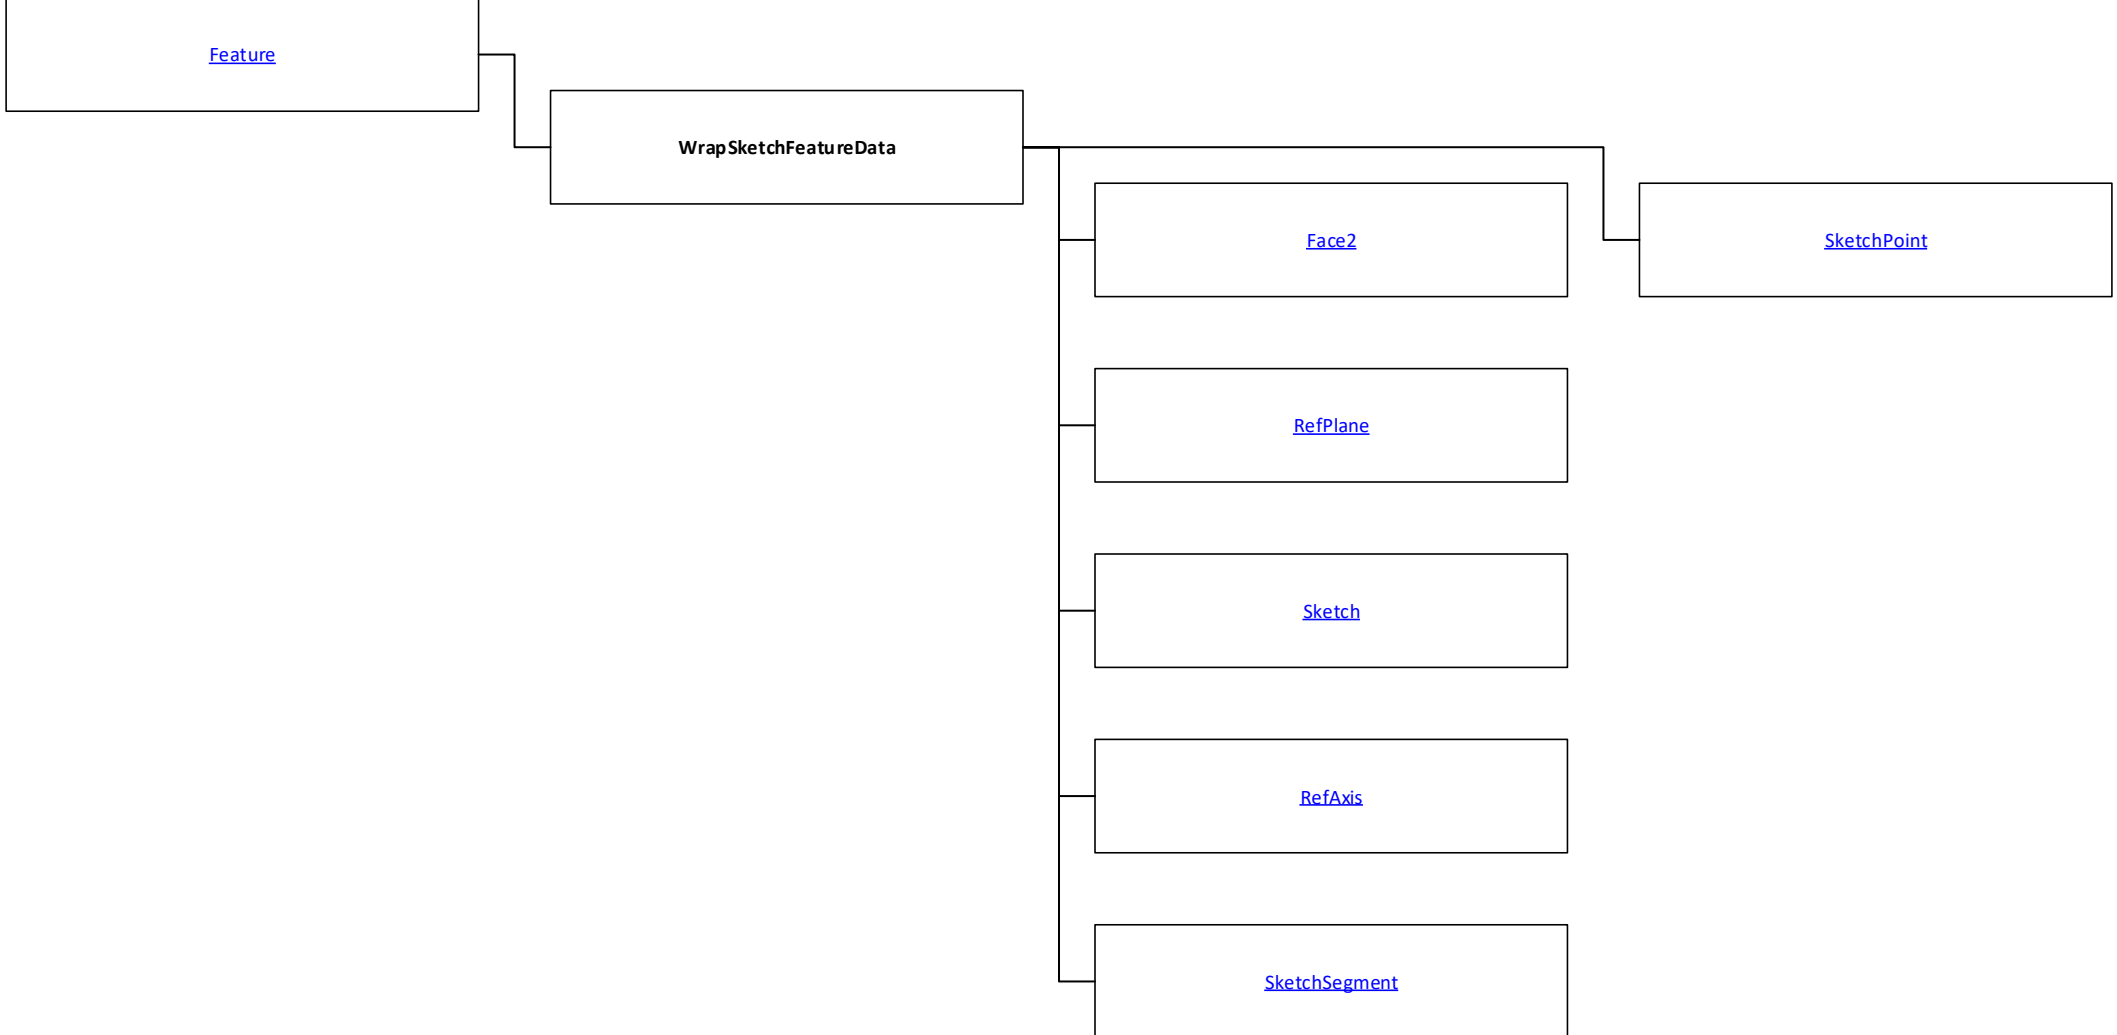 Feature
WrapSketchFeatureData
Face2
SketchPoint
RefPlane
Sketch
RefAxis
SketchSegment